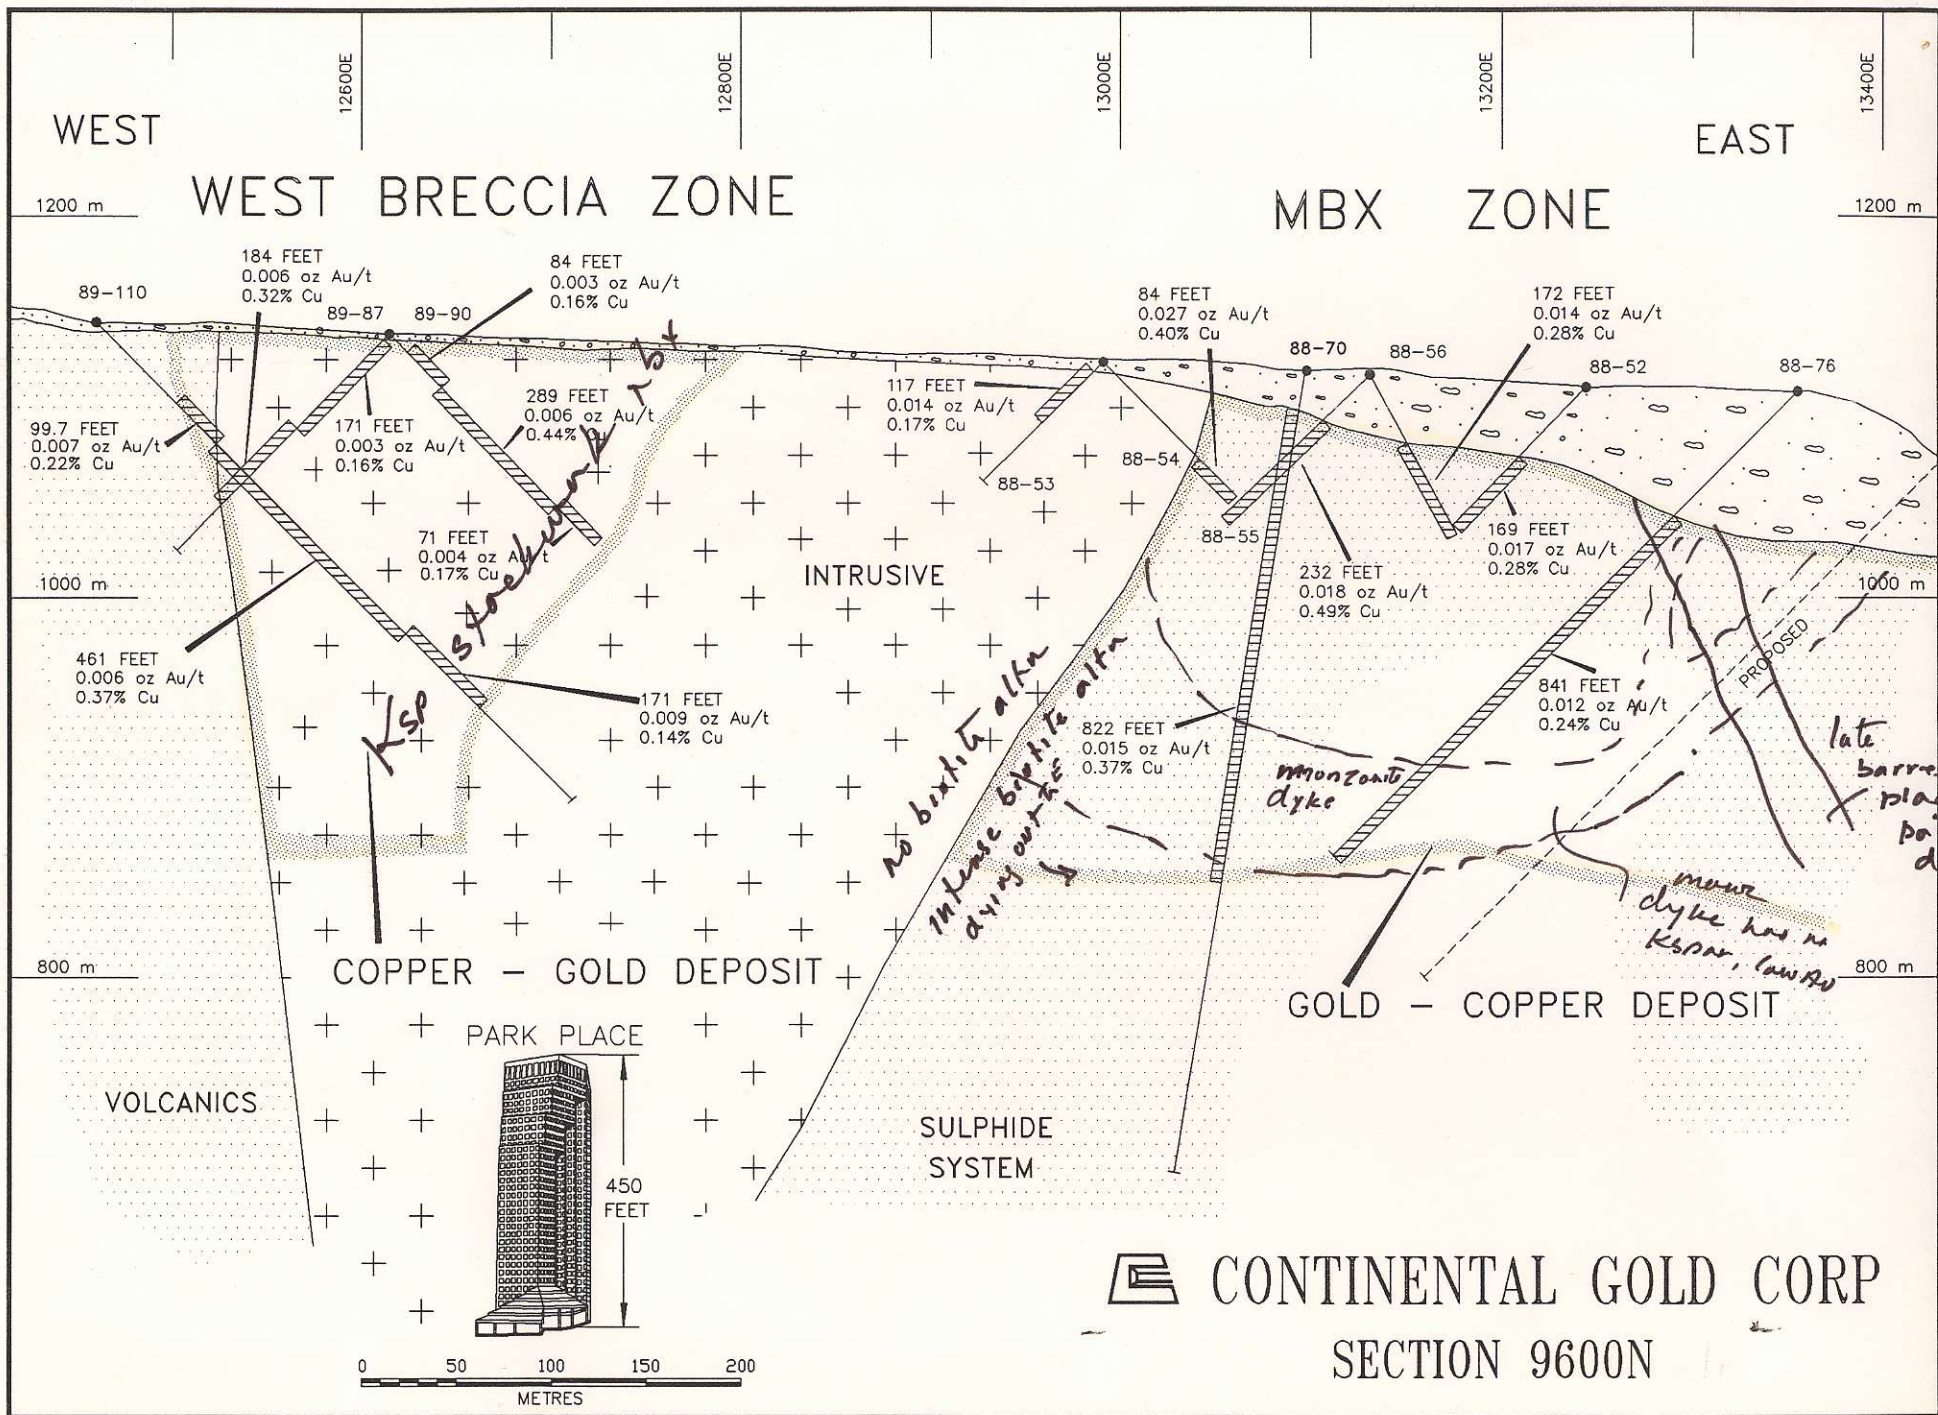 12600E
12800E
13000E
13200E
13400E
WEST
EAST
WEST BRECCIA ZONE
MBX ZONE
1200 m
1200 m
184 FEET
0.006 oz Au/t
0.32% Cu
84 FEET
0.003 oz Au/t
0.16% Cu
89-110
89-87
89-90
84 FEET
0.027 oz Au/t
0.40% Cu
172 FEET
0.014 oz Au/t
0.28% Cu
88-70
88-56
88-52
88-76
99.7 FEET
0.007 oz Au/t
0.22% Cu
171 FEET
0.003 oz Au/t
0.16% Cu
289 FEET
0.006 oz Au/t
0.44% Cu
117 FEET
0.014 oz Au/t
0.17% Cu
88-54
88-53
88-55
71 FEET
0.004 oz Au/t
0.17% Cu
stockwork
+ bx
INTRUSIVE
232 FEET
0.018 oz Au/t
0.49% Cu
169 FEET
0.017 oz Au/t
0.28% Cu
1000 m
1000 m
PROPOSED
461 FEET
0.006 oz Au/t
0.37% Cu
Ksp
171 FEET
0.009 oz Au/t
0.14% Cu
no biotite altn
intense biotite altn
dying out
822 FEET
0.015 oz Au/t
0.37% Cu
monzonite
dyke
841 FEET
0.012 oz Au/t
0.24% Cu
late
monz
dyke has no
Kspar, low Au
800 m
800 m
COPPER - GOLD DEPOSIT
GOLD - COPPER DEPOSIT
PARK PLACE
450
FEET
VOLCANICS
SULPHIDE
SYSTEM
0 50 100 150 200
METRES
CONTINENTAL GOLD CORP
SECTION 9600N